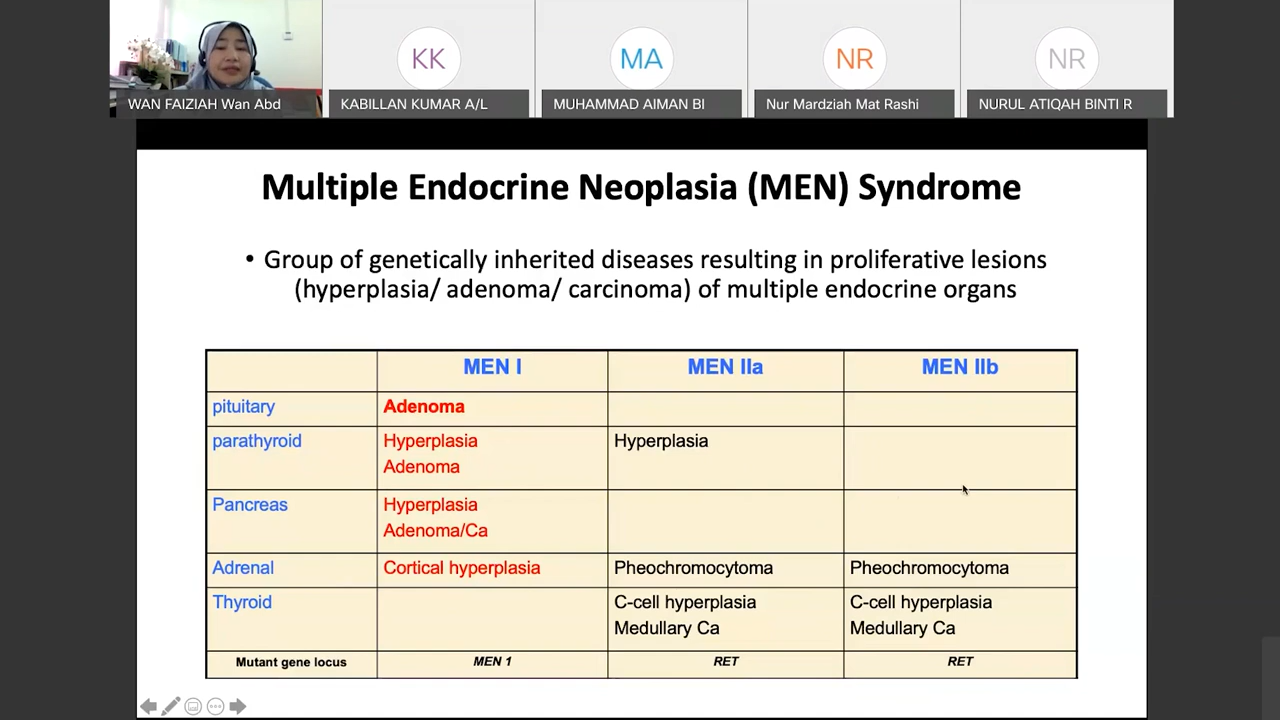 KK
MA
NR
NR
WAN FAIZIAH Wan Abd
KABILLAN KUMAR A/L
MUHAMMAD AIMAN BI
Nur Mardziah Mat Rashi
NURUL ATIQAH BINTI R
Multiple Endocrine Neoplasia (MEN) Syndrome
• Group of genetically inherited diseases resulting in proliferative lesions
(hyperplasia/ adenoma/ carcinoma) of multiple endocrine organs
MEN I MEN IIa MEN IIb
pituitary Adenoma
parathyroid Hyperplasia Hyperplasia
Adenoma
Pancreas Hyperplasia
Adenoma/Ca
Adrenal Cortical hyperplasia Pheochromocytoma Pheochromocytoma
Thyroid C-cell hyperplasia C-cell hyperplasia
Medullary Ca Medullary Ca
Mutant gene locus MEN 1 RET RET